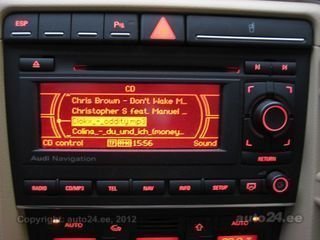 ESP
CD
Chris Brown - Don't Wake M...
Christopher S feat. Manuel ...
Colina_-_du_und_ich_(money...
CD control TP 15:56 Sound
Audi Navigation
RETURN
RADIO CD/MP3 TEL NAV INFO SETUP
AUTO AUTO
Copyright, auto24.ee, 2012
auto24.ee